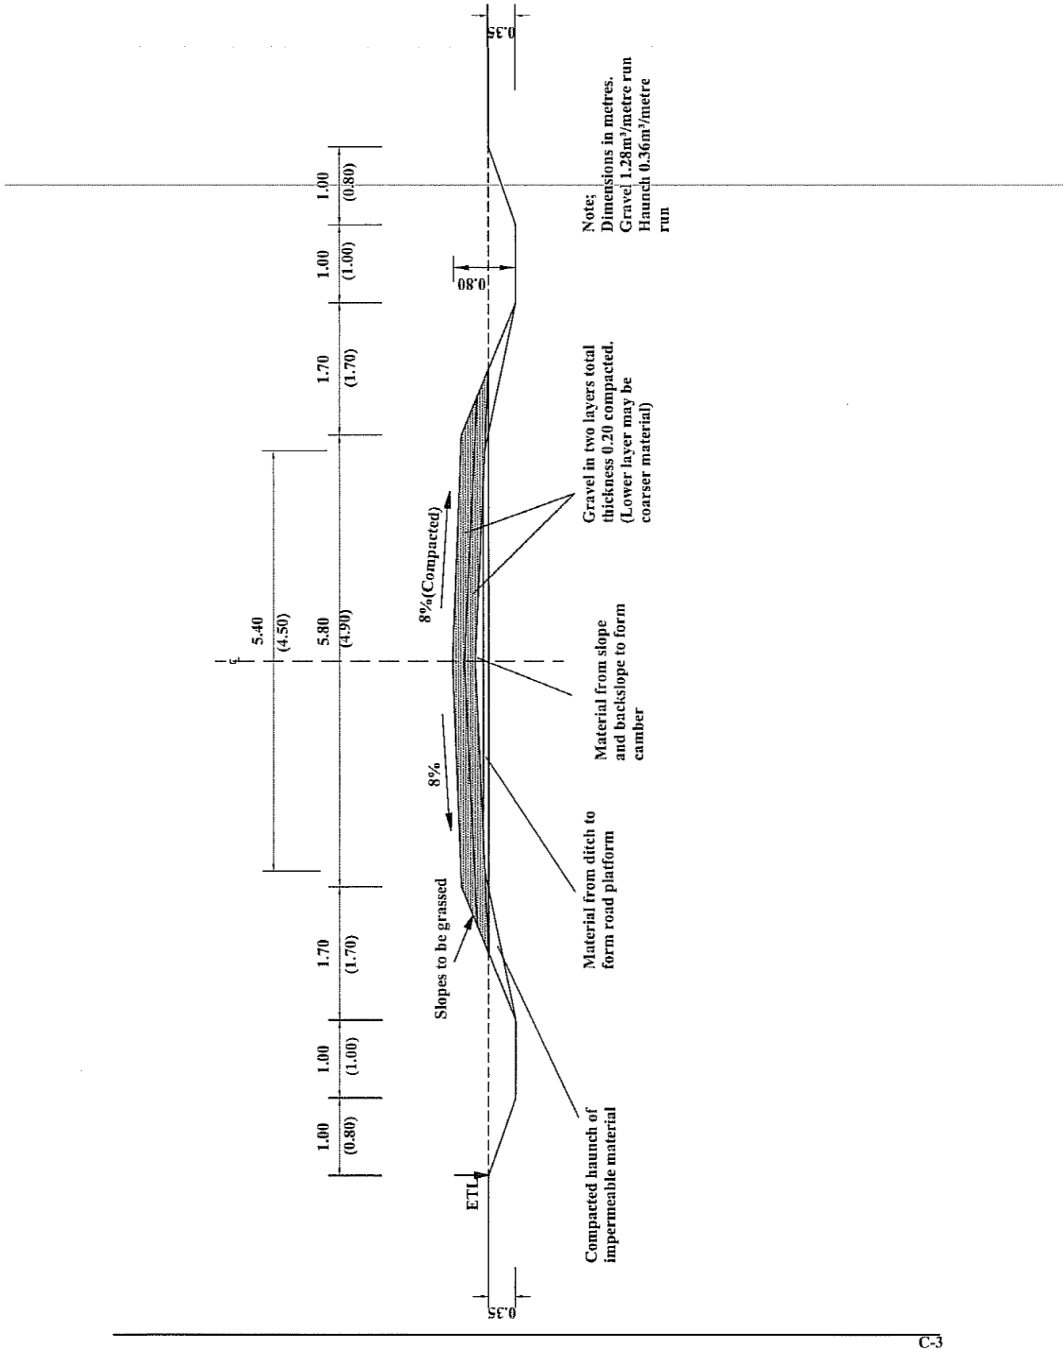 5.40
(4.50)
1.00
(0.80)
1.00
(1.00)
1.70
(1.70)
5.80
(4.90)
1.70
(1.70)
1.00
(1.00)
1.00
(0.80)
℄
8%
8%(Compacted)
Slopes to be grassed
ETL
0.80
0.35
0.35
Compacted haunch of
impermeable material
Material from ditch to
form road platform
Material from slope
and backslope to form
camber
Gravel in two layers total
thickness 0.20 compacted.
(Lower layer may be
coarser material)
Note;
Dimensions in metres.
Gravel 1.28m³/metre run
Haunch 0.36m³/metre
run
C-3